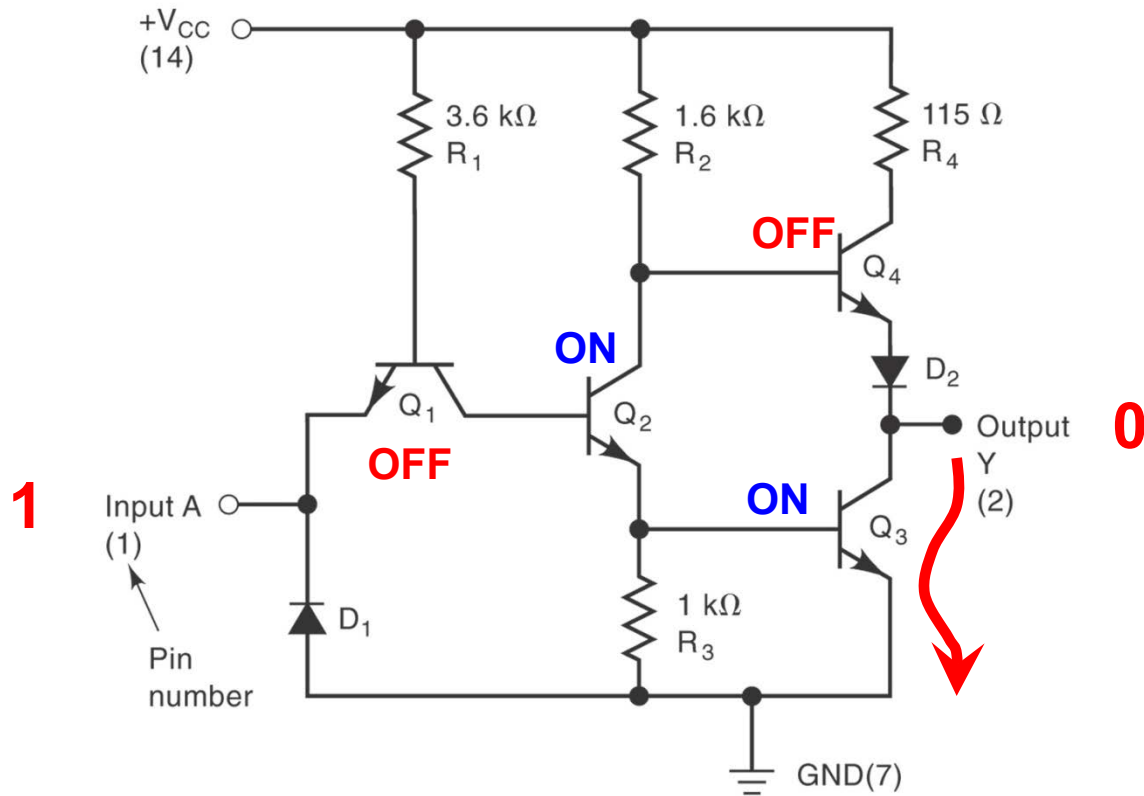 +VCC
(14)
3.6 kΩ
R1
1.6 kΩ
R2
115 Ω
R4
OFF
Q4
ON
D2
Q1
Q2
Output
Y
(2)
0
OFF
1
Input A
(1)
ON
Q3
D1
1 kΩ
R3
Pin
number
GND(7)